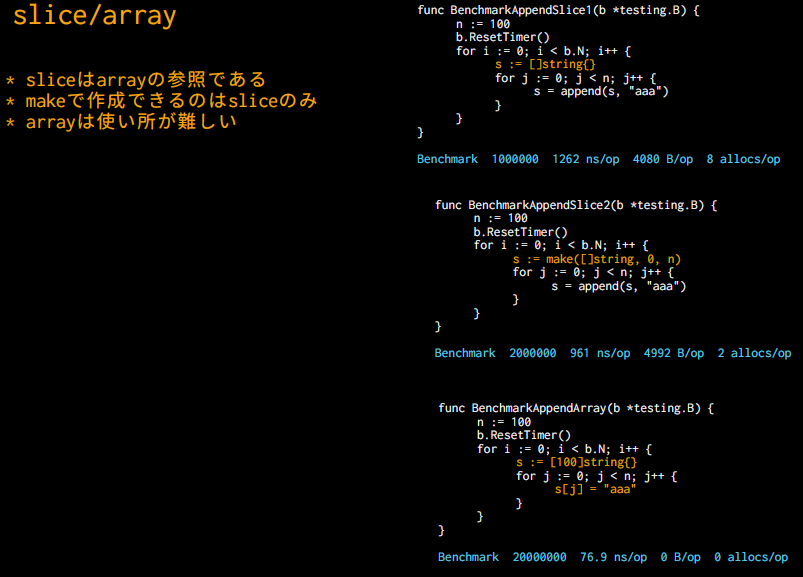 slice/array
* sliceはarrayの参照である
* makeで作成できるのはsliceのみ
* arrayは使い所が難しい
func BenchmarkAppendSlice1(b *testing.B) {
n := 100
b.ResetTimer()
for i := 0; i < b.N; i++ {
s := []string{}
for j := 0; j < n; j++ {
s = append(s, "aaa")
}
}
}
Benchmark 1000000 1262 ns/op 4080 B/op 8 allocs/op
func BenchmarkAppendSlice2(b *testing.B) {
n := 100
b.ResetTimer()
for i := 0; i < b.N; i++ {
s := make([]string, 0, n)
for j := 0; j < n; j++ {
s = append(s, "aaa")
}
}
}
Benchmark 2000000 961 ns/op 4992 B/op 2 allocs/op
func BenchmarkAppendArray(b *testing.B) {
n := 100
b.ResetTimer()
for i := 0; i < b.N; i++ {
s := [100]string{}
for j := 0; j < n; j++ {
s[j] = "aaa"
}
}
}
Benchmark 20000000 76.9 ns/op 0 B/op 0 allocs/op